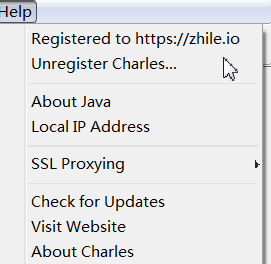 Help
Registered to https://zhile.io
Unregister Charles...
About Java
Local IP Address
SSL Proxying
Check for Updates
Visit Website
About Charles